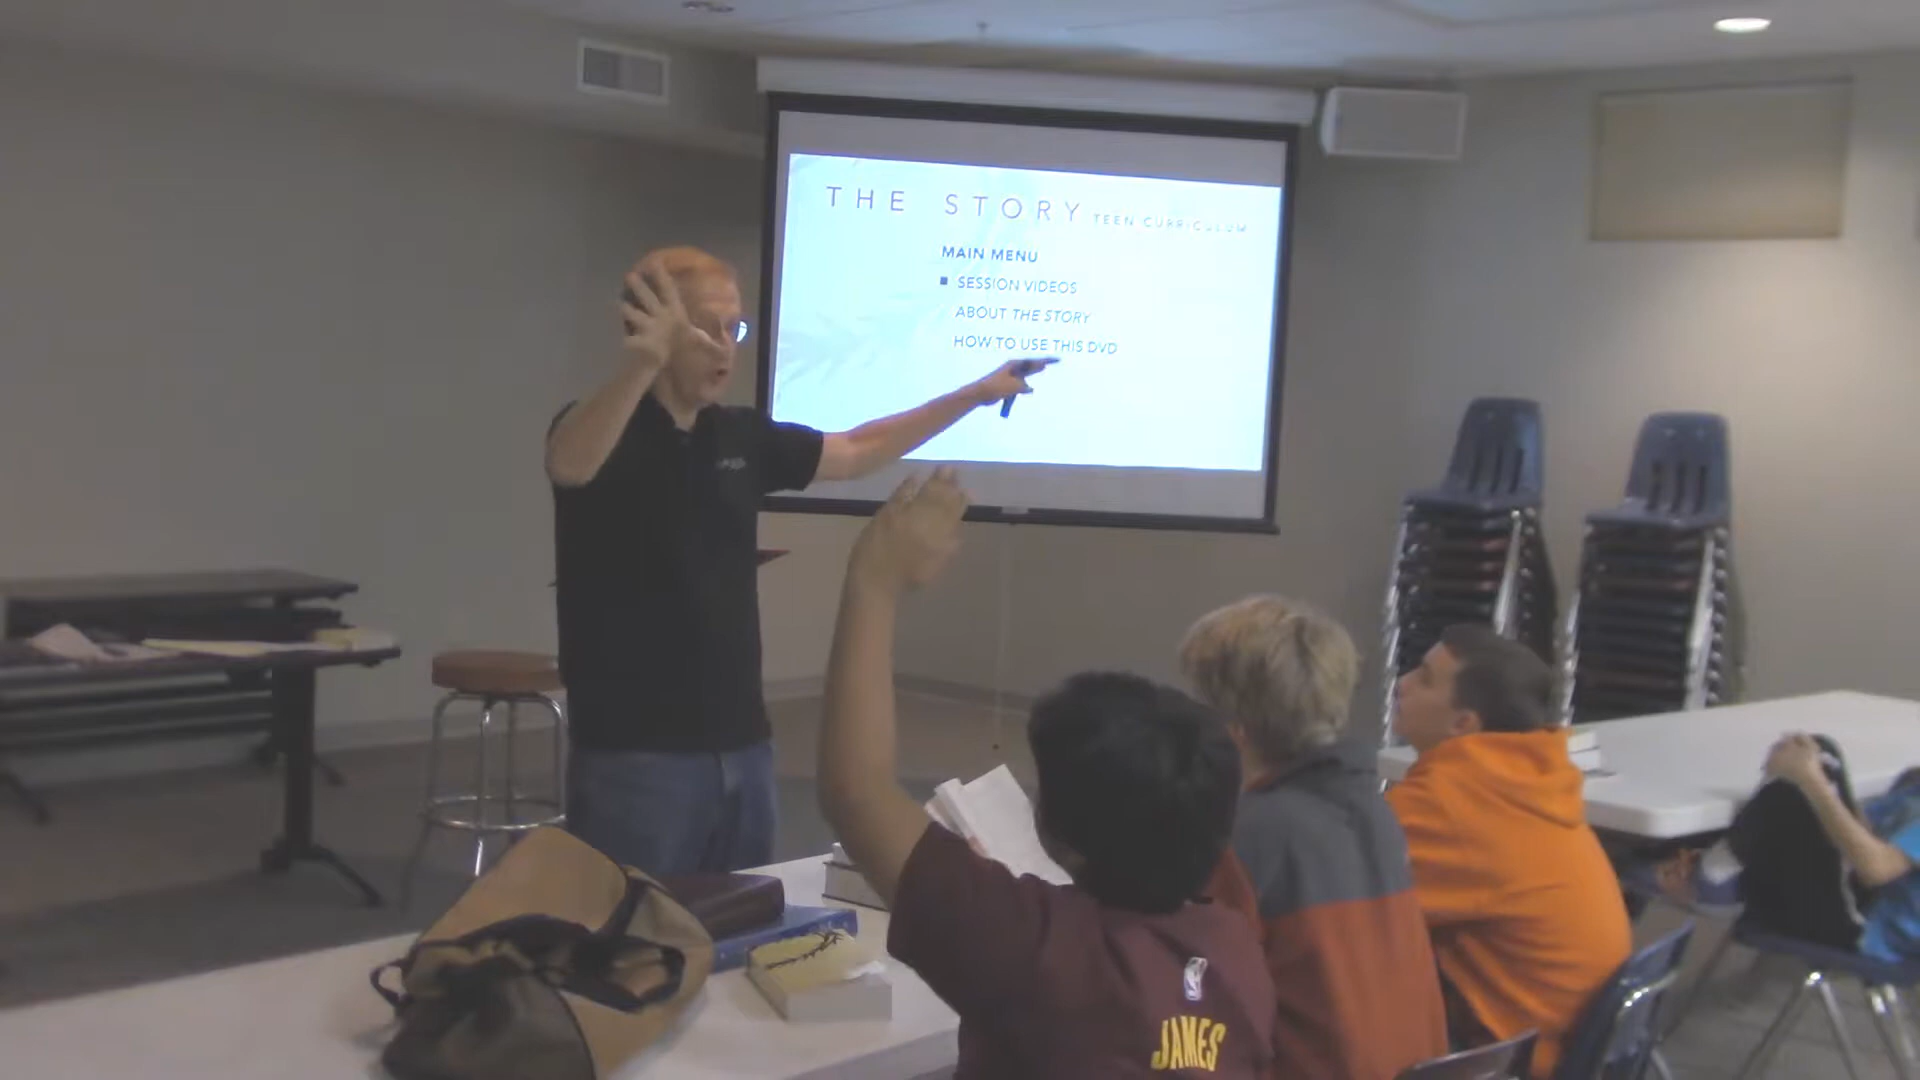 THE STORY TEEN CURRICULUM
MAIN MENU
SESSION VIDEOS
ABOUT THE STORY
HOW TO USE THIS DVD
JAMES